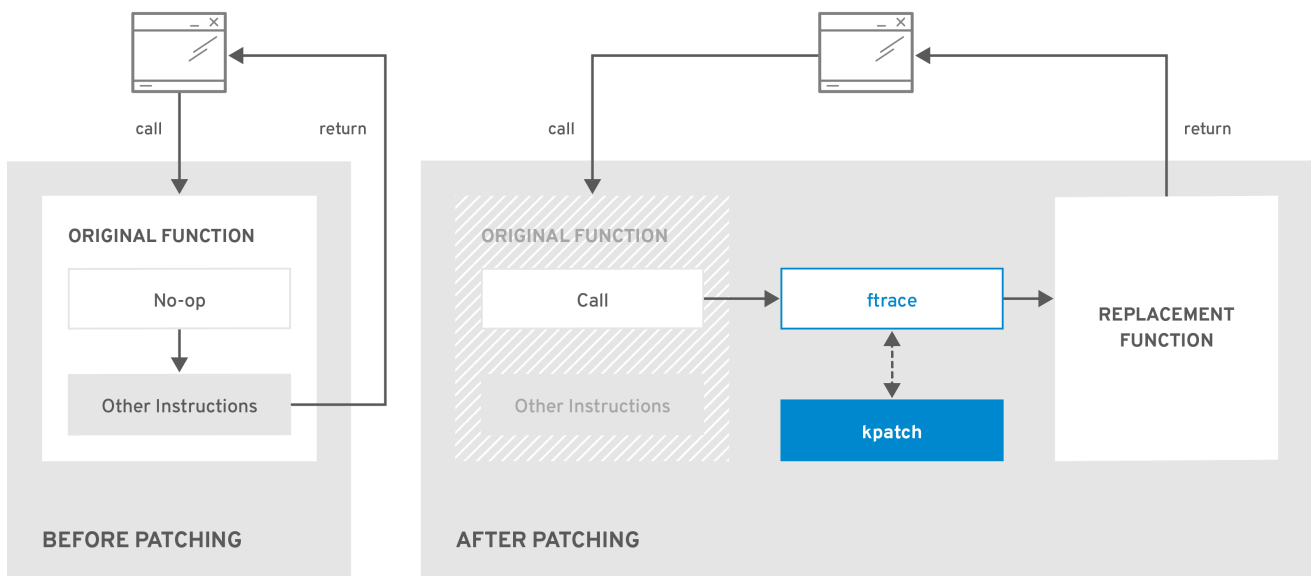 call
return
ORIGINAL FUNCTION
No-op
Other Instructions
BEFORE PATCHING
call
return
ORIGINAL FUNCTION
Call
ftrace
Other Instructions
kpatch
REPLACEMENT
FUNCTION
AFTER PATCHING